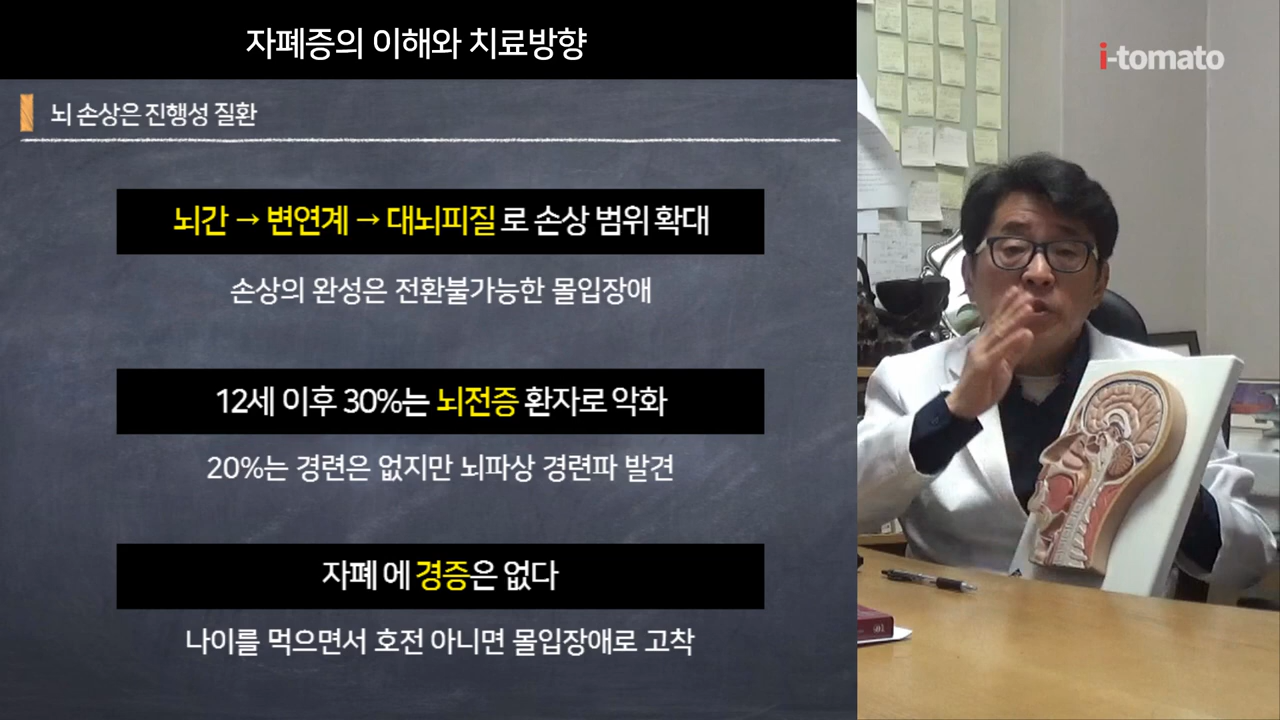 자폐증의 이해와 치료방향
i-tomato
뇌 손상은 진행성 질환
뇌간 → 변연계 → 대뇌피질 로 손상 범위 확대
손상의 완성은 전환불가능한 몰입장애
12세 이후 30%는 뇌전증 환자로 악화
20%는 경련은 없지만 뇌파상 경련파 발견
자폐 에 경증은 없다
나이를 먹으면서 호전 아니면 몰입장애로 고착